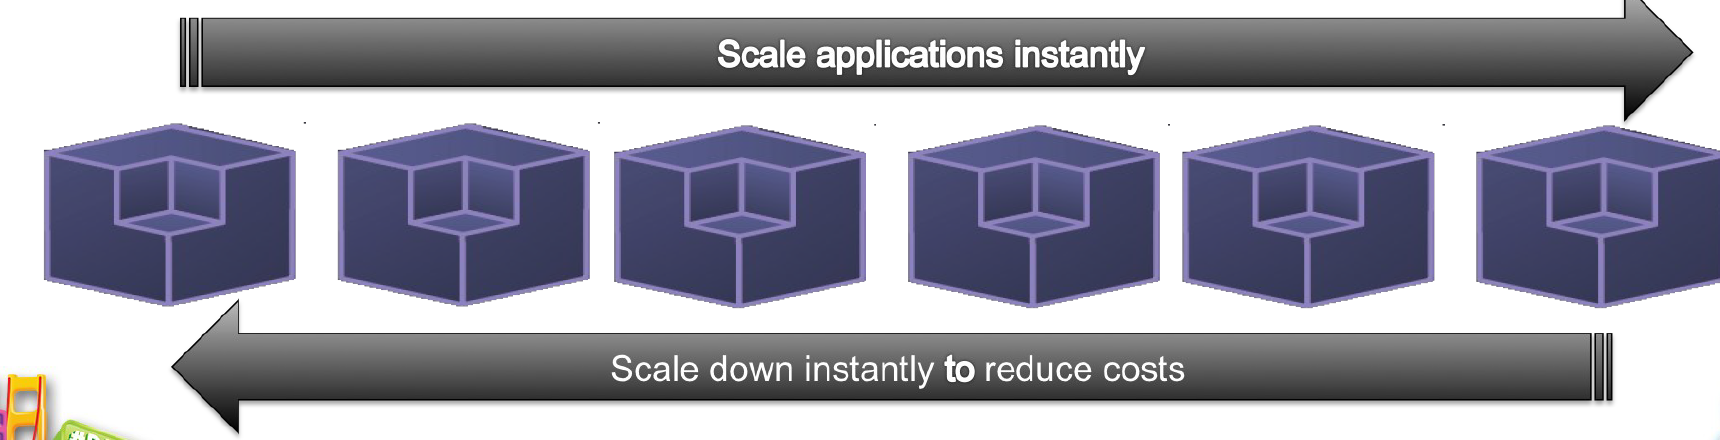 Scale applications instantly
Scale down instantly to reduce costs